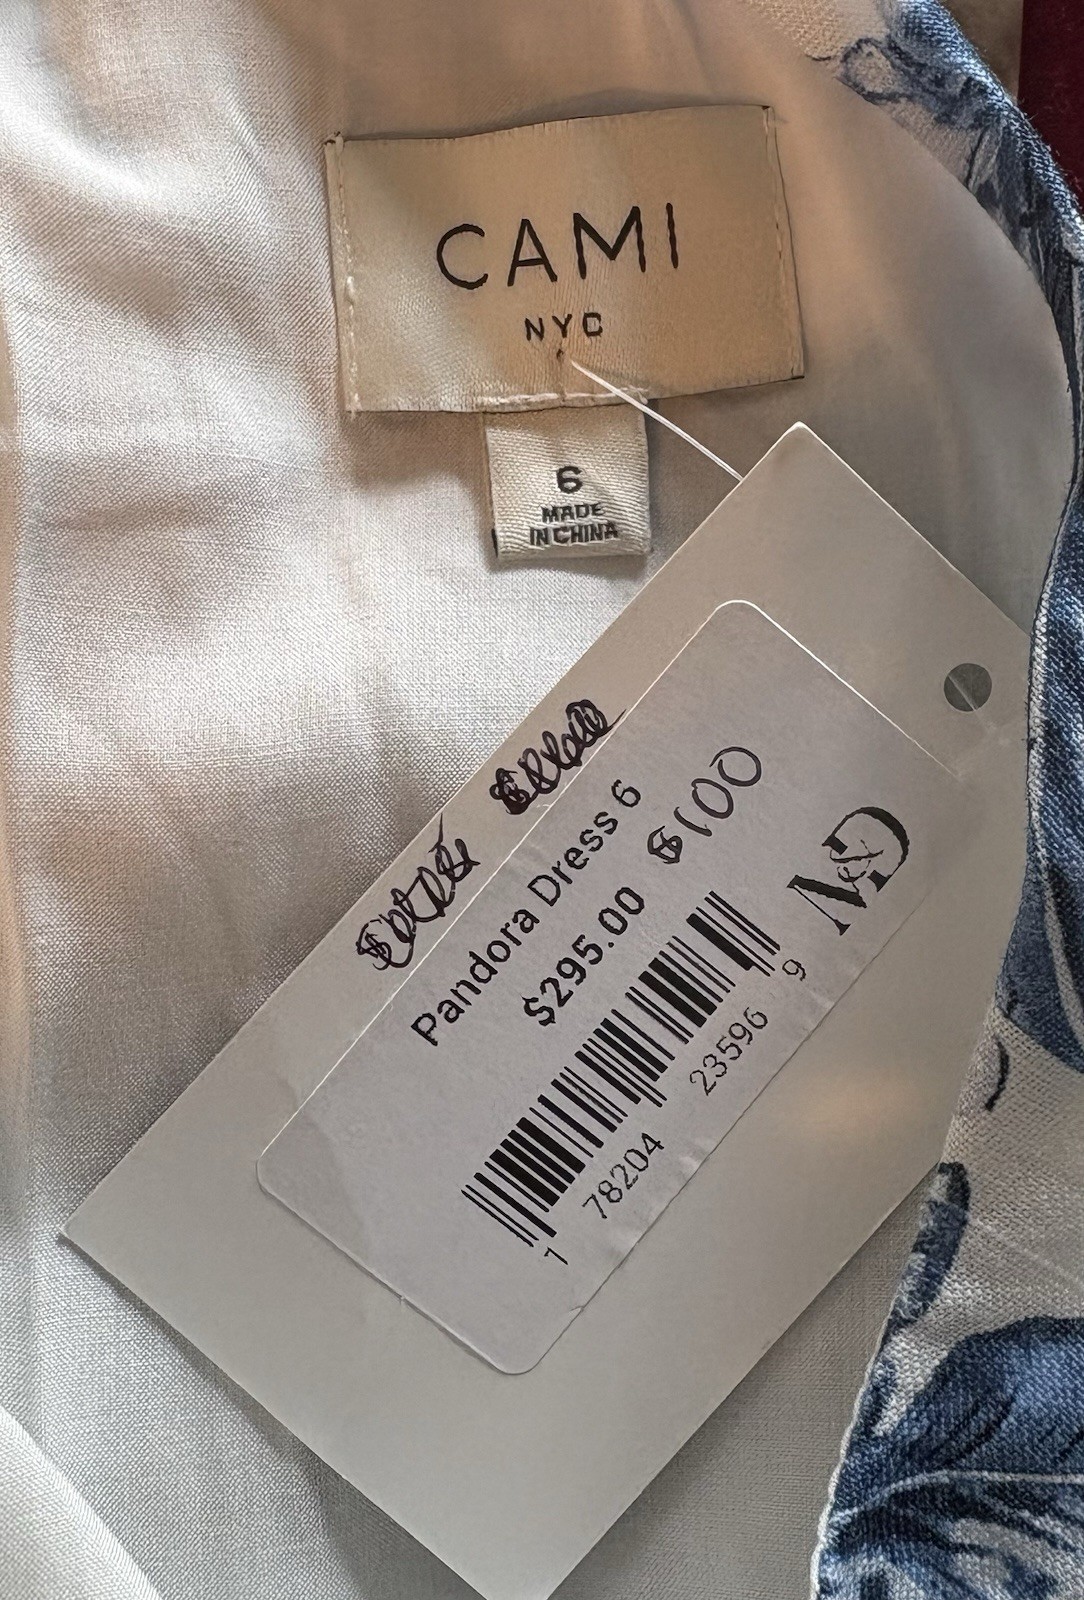 CAMI
NYC
6
MADE
IN CHINA
Pandora Dress 6
$295.00 $100
1 78204 23596 9
M&D